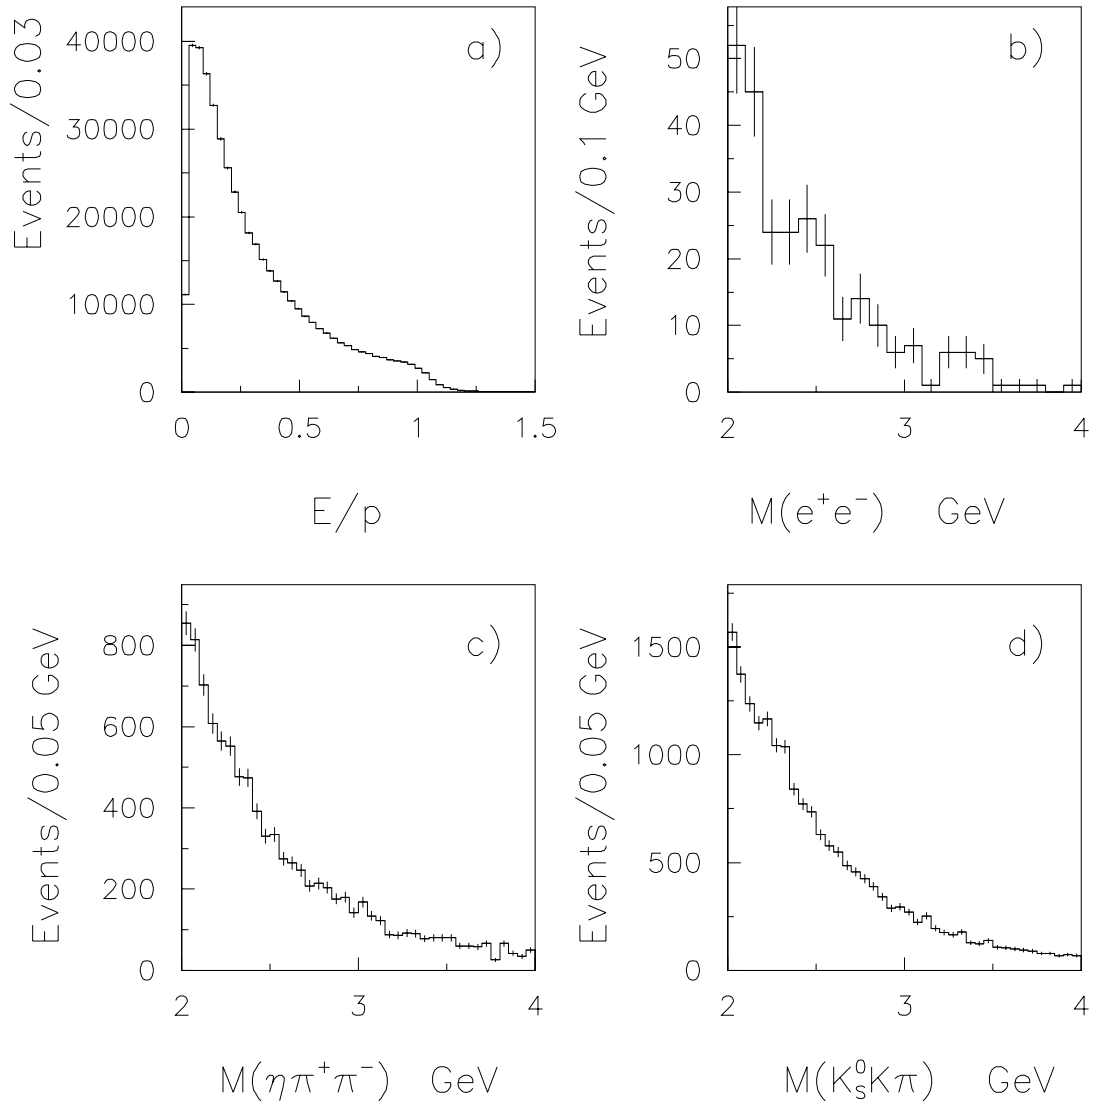 a)
Events/0.03
40000
30000
20000
10000
0
0 0.5 1 1.5
E/p
b)
Events/0.1 GeV
50
40
30
20
10
0
2 3 4
M(e⁺e⁻) GeV
c)
Events/0.05 GeV
800
600
400
200
0
2 3 4
M(ηπ⁺π⁻) GeV
d)
Events/0.05 GeV
1500
1000
500
0
2 3 4
M(K⁰SKπ) GeV